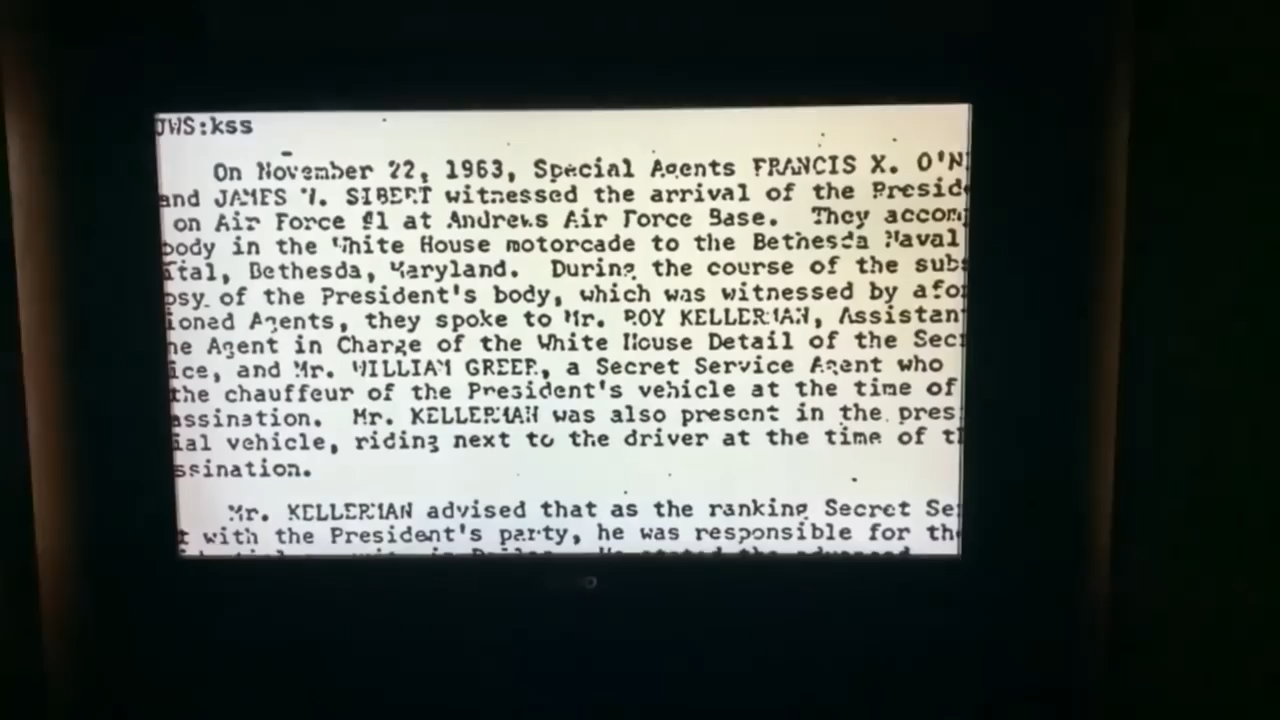 JWS:kss
On November 22, 1963, Special Agents FRANCIS X. O'N
and JAMES W. SIBERT witnessed the arrival of the Presid
on Air Force #1 at Andrews Air Force Base. They accom
body in the White House motorcade to the Bethesda Naval
ital, Bethesda, Maryland. During the course of the subs
psy of the President's body, which was witnessed by afo
ioned Agents, they spoke to Mr. ROY KELLERMAN, Assistan
he Agent in Charge of the White House Detail of the Sec
ice, and Mr. WILLIAM GREER, a Secret Service Agent who
the chauffeur of the President's vehicle at the time of
assination. Mr. KELLERMAN was also present in the pres
ial vehicle, riding next to the driver at the time of th
ssination.
Mr. KELLERMAN advised that as the ranking Secret Se
t with the President's party, he was responsible for th